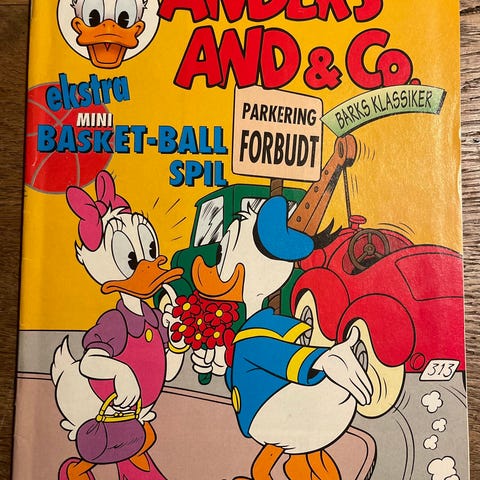 ANDERS
AND & Co.
ekstra
MINI
BASKET-BALL
SPIL
PARKERING
FORBUDT
BARKS KLASSIKER
313